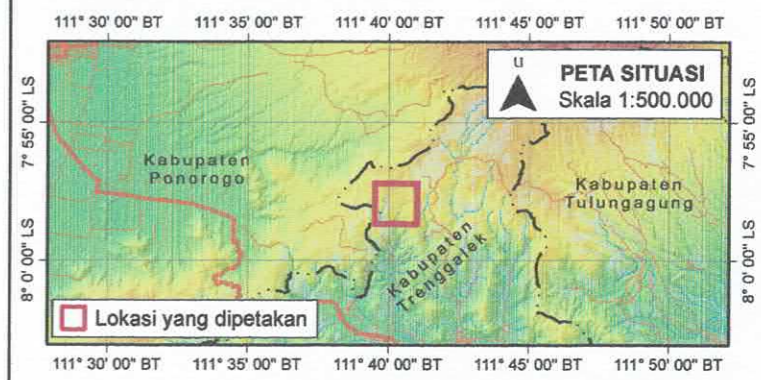 111° 30' 00" BT 111° 35' 00" BT 111° 40' 00" BT 111° 45' 00" BT 111° 50' 00" BT
U
PETA SITUASI
Skala 1:500.000
7° 55' 00" LS
7° 55' 00" LS
Kabupaten
Ponorogo
Kabupaten
Tulungagung
Kabupaten
Trenggalek
8° 0' 00" LS
8° 0' 00" LS
Lokasi yang dipetakan
111° 30' 00" BT 111° 35' 00" BT 111° 40' 00" BT 111° 45' 00" BT 111° 50' 00" BT